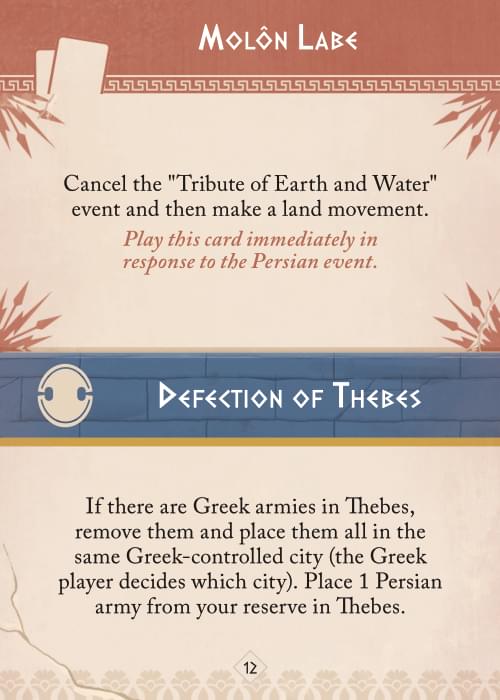 Molôn Labe
Cancel the "Tribute of Earth and Water"
event and then make a land movement.
Play this card immediately in
response to the Persian event.
Defection of Thebes
If there are Greek armies in Thebes,
remove them and place them all in the
same Greek-controlled city (the Greek
player decides which city). Place 1 Persian
army from your reserve in Thebes.
12